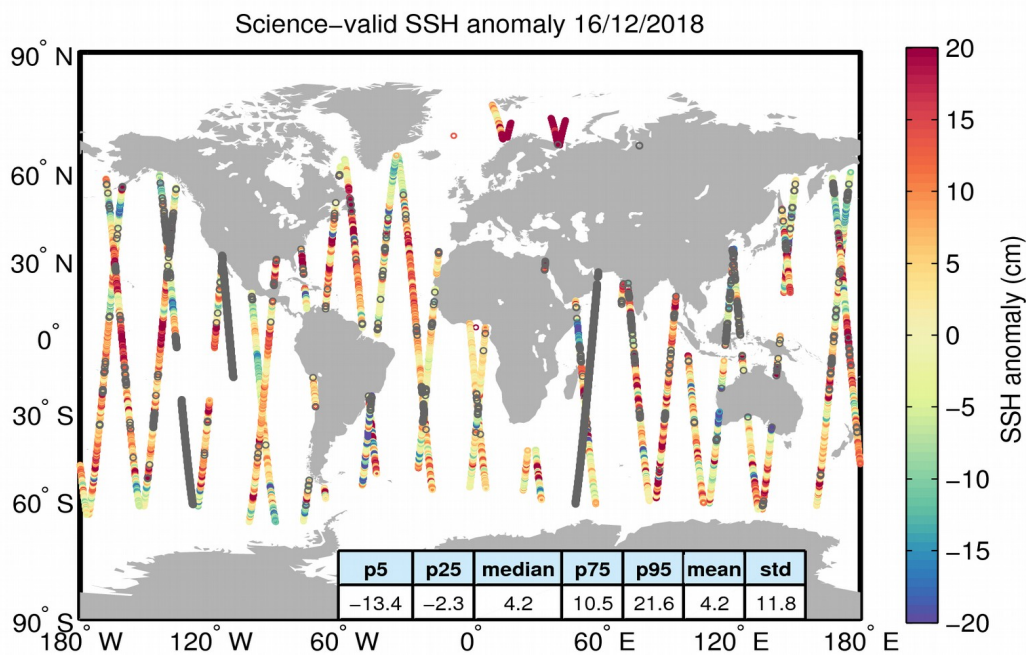 Science−valid SSH anomaly 16/12/2018
90° N
60° N
30° N
0°
30° S
60° S
90° S
180° W
120° W
60° W
0°
60° E
120° E
180° E
p5 p25 median p75 p95 mean std
−13.4 −2.3 4.2 10.5 21.6 4.2 11.8
20
15
10
5
0
−5
−10
−15
−20
SSH anomaly (cm)